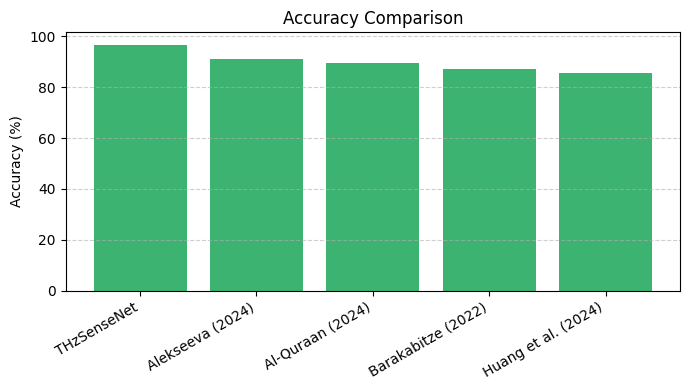 Accuracy Comparison
Accuracy (%)
100
80
60
40
20
0
THzSenseNet
Alekseeva (2024)
Al-Quraan (2024)
Barakabitze (2022)
Huang et al. (2024)